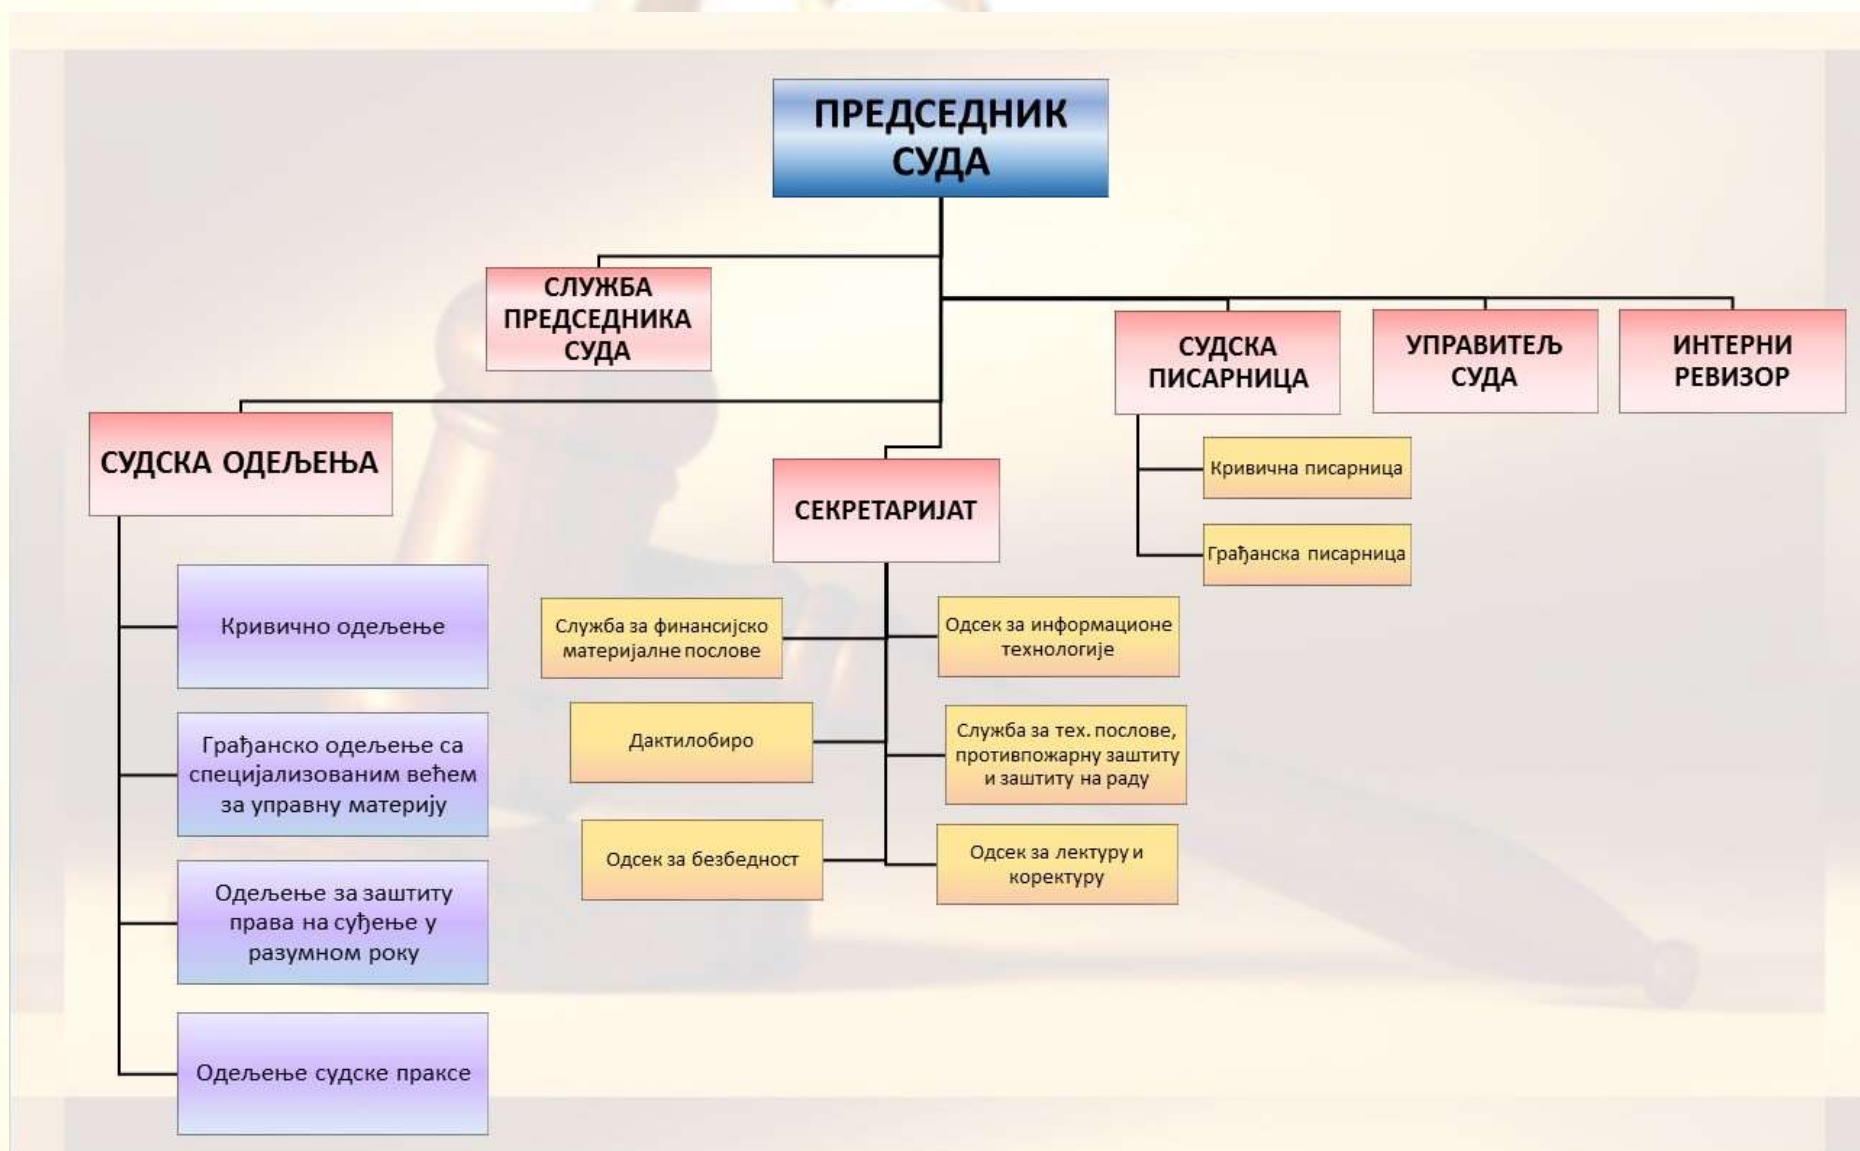 ПРЕДСЕДНИК
СУДА
СЛУЖБА
ПРЕДСЕДНИКА
СУДА
СУДСКА
ПИСАРНИЦА
УПРАВИТЕЉ
СУДА
ИНТЕРНИ
РЕВИЗОР
Кривична писарница
Грађанска писарница
СУДСКА ОДЕЉЕЊА
Кривично одељење
Грађанско одељење са
специјализованим већем
за управну материју
Одељење за заштиту
права на суђење у
разумном року
Одељење судске праксе
СЕКРЕТАРИЈАТ
Служба за финансијско
материјалне послове
Одсек за информационе
технологије
Дактилобиро
Служба за тех. послове,
противпожарну заштиту
и заштиту на раду
Одсек за безбедност
Одсек за лектуру и
коректуру